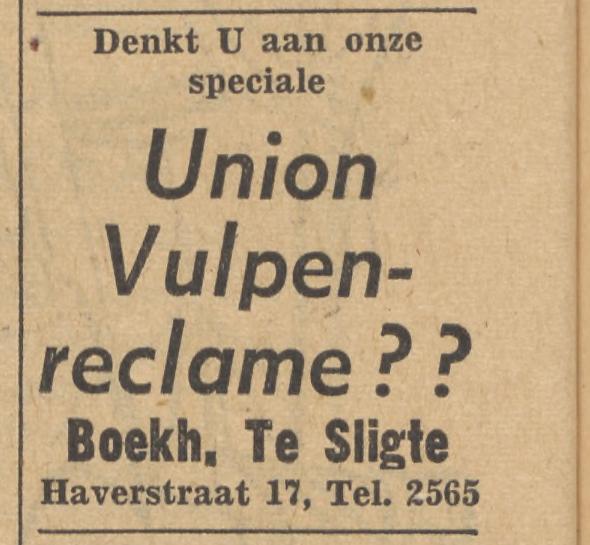 Denkt U aan onze
speciale
Union
Vulpen-
reclame ? ?
Boekh. Te Sligte
Haverstraat 17, Tel. 2565